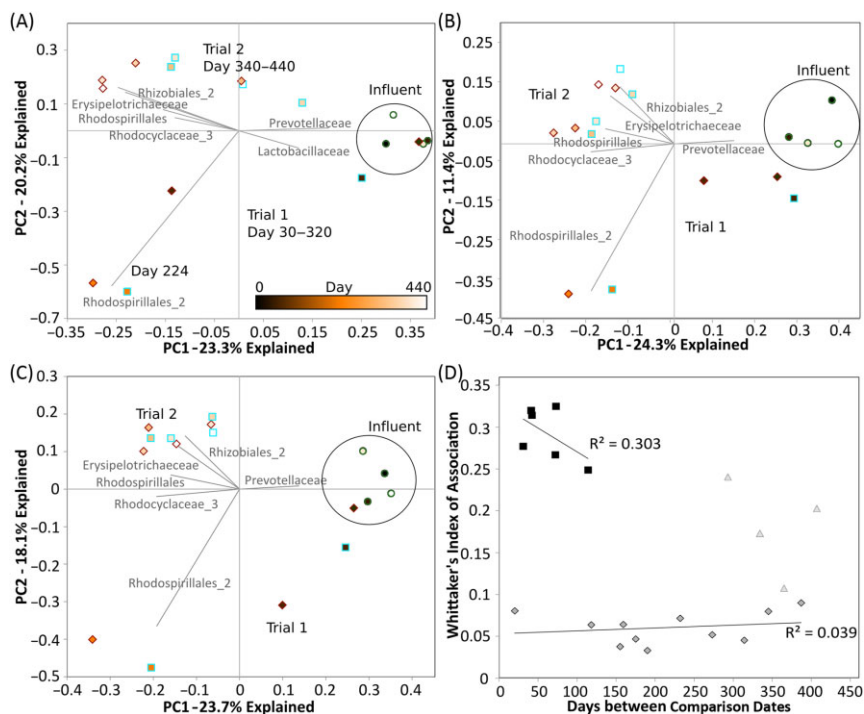 (A)
PC2 - 20.2% Explained
0.3
0.1
−0.1
−0.3
−0.5
−0.7
Trial 2
Day 340–440
Influent
Rhizobiales_2
Erysipelotrichaeceae
Rhodospirillales
Rhodocyclaceae_3
Prevotellaceae
Lactobacillaceae
Trial 1
Day 30–320
Day 224
Day
0
440
Rhodospirillales_2
−0.35
−0.25
−0.15
−0.05
0.05
0.15
0.25
0.35
PC1 -23.3% Explained
(B)
PC2 - 11.4% Explained
0.35
0.25
0.15
0.05
−0.05
−0.15
−0.25
−0.35
−0.45
Influent
Trial 2
Rhizobiales_2
Erysipelotrichaeceae
Rhodospirillales
Rhodocyclaceae_3
Prevotellaceae
Trial 1
Rhodospirillales_2
−0.4
−0.3
−0.2
−0.1
0
0.1
0.2
0.3
0.4
PC1 -24.3% Explained
(C)
PC2 - 18.1% Explained
0.3
0.2
0.1
0
−0.1
−0.2
−0.3
−0.4
−0.5
Trial 2
Influent
Rhizobiales_2
Erysipelotrichaeceae
Rhodospirillales
Rhodocyclaceae_3
Prevotellaceae
Rhodospirillales_2
Trial 1
−0.4
−0.3
−0.2
−0.1
0
0.1
0.2
0.3
0.4
PC1 -23.7% Explained
(D)
Whittaker's Index of Association
0.35
0.3
0.25
0.2
0.15
0.1
0.05
0
R² = 0.303
R² = 0.039
0
50
100
150
200
250
300
350
400
450
Days between Comparison Dates